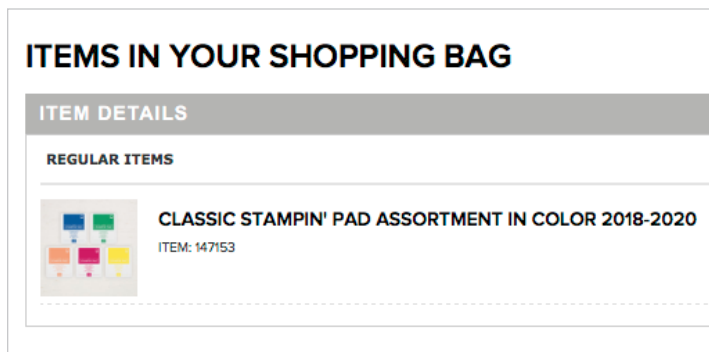 ITEMS IN YOUR SHOPPING BAG
ITEM DETAILS
REGULAR ITEMS
CLASSIC STAMPIN' PAD ASSORTMENT IN COLOR 2018-2020
ITEM: 147153